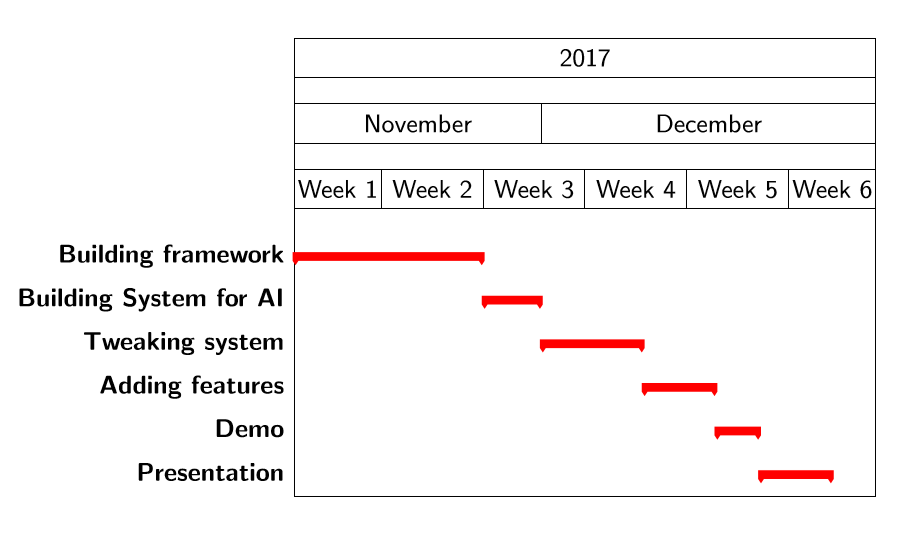 2017
November December
Week 1 Week 2 Week 3 Week 4 Week 5 Week 6
Building framework
Building System for AI
Tweaking system
Adding features
Demo
Presentation